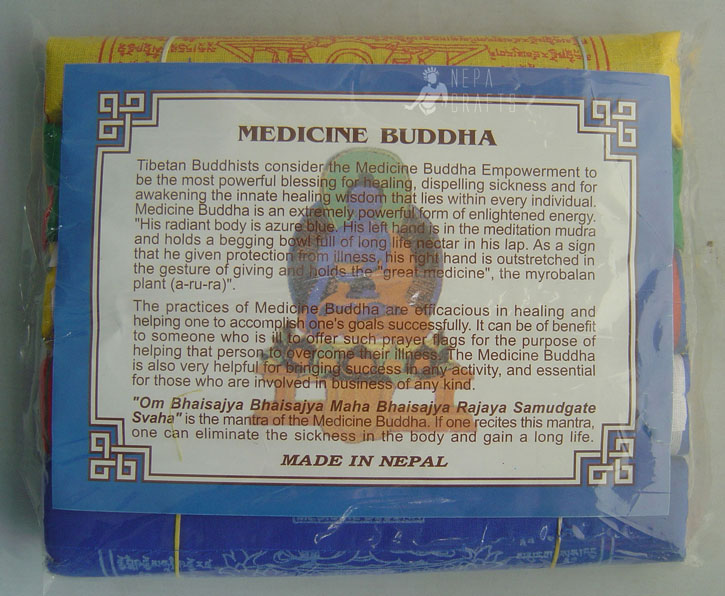 NEPA
CRAFTS
MEDICINE BUDDHA
Tibetan Buddhists consider the Medicine Buddha Empowerment to
be the most powerful blessing for healing, dispelling sickness and for
awakening the innate healing wisdom that lies within every individual.
Medicine Buddha is an extremely powerful form of enlightened energy.
"His radiant body is azure blue. His left hand is in the meditation mudra
and holds a begging bowl full of long life nectar in his lap. As a sign
that he given protection from illness, his right hand is outstretched in
the gesture of giving and holds the "great medicine", the myrobalan
plant (a-ru-ra)".
The practices of Medicine Buddha are efficacious in healing and
helping one to accomplish one's goals successfully. It can be of benefit
to someone who is ill to offer such prayer flags for the purpose of
helping that person to overcome the illness. The Medicine Buddha
is also very helpful for bringing success to any activity, and essential
for those who are involved in business of any kind.
"Om Bhaisajya Bhaisajya Maha Bhaisajya Rajaya Samudgate
Svaha" is the mantra of the Medicine Buddha. If one recites this mantra,
one can eliminate the sickness in the body and gain a long life.
MADE IN NEPAL